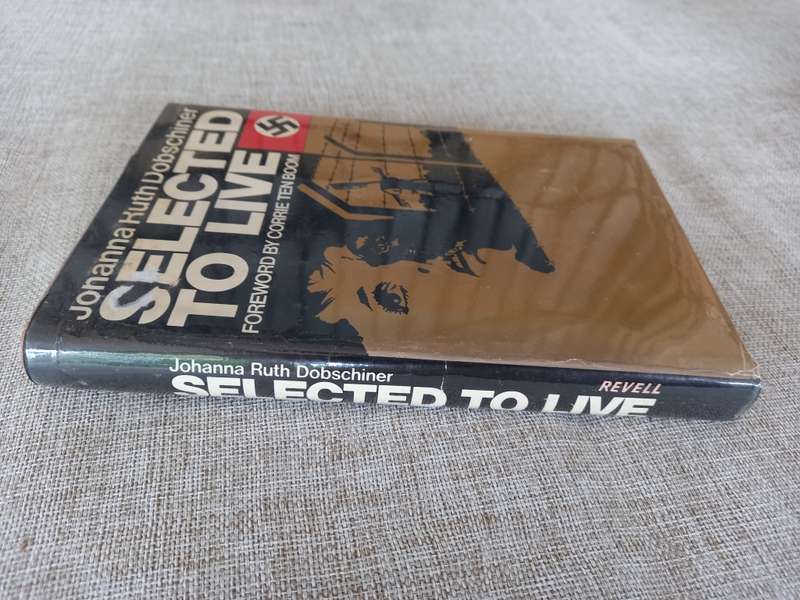 Johanna Ruth Dobschiner
SELECTED
TO LIVE
FOREWORD BY CORRIE TEN BOOM
Johanna Ruth Dobschiner
SELECTED TO LIVE
REVELL